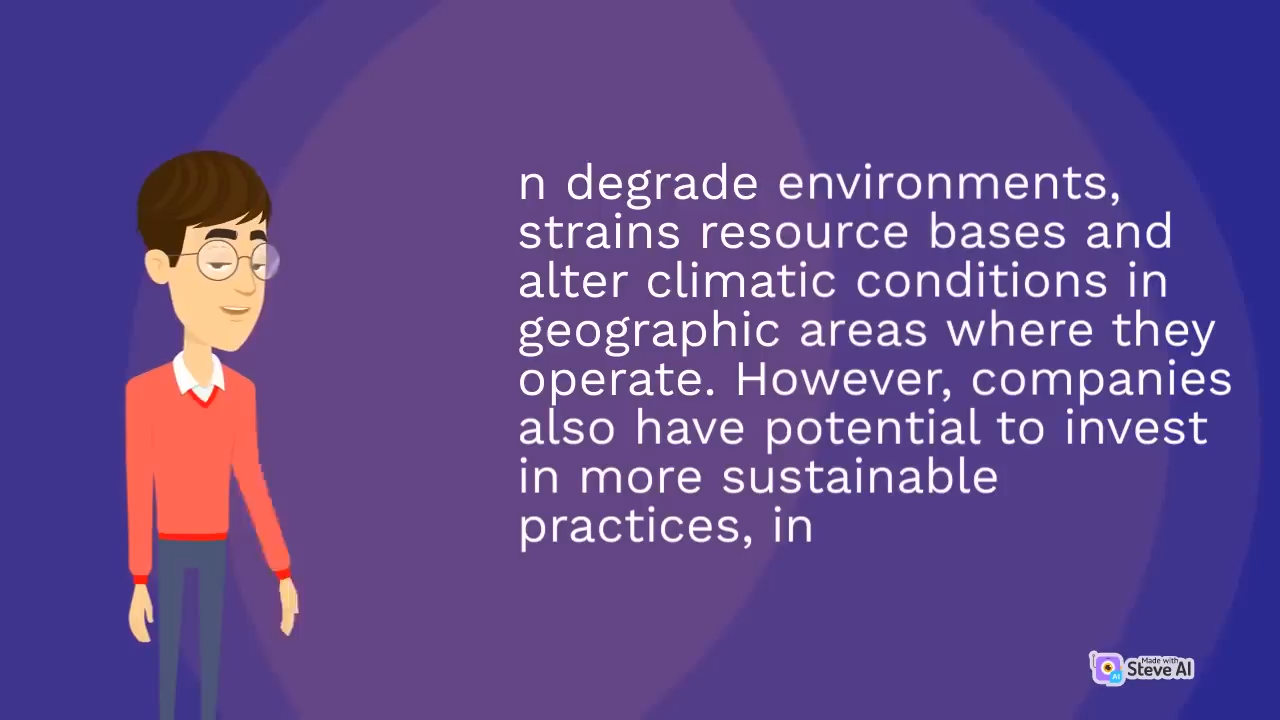 n degrade environments,
strains resource bases and
alter climatic conditions in
geographic areas where they
operate. However, companies
also have potential to invest
in more sustainable
practices, in
Made with
Steve AI
AI